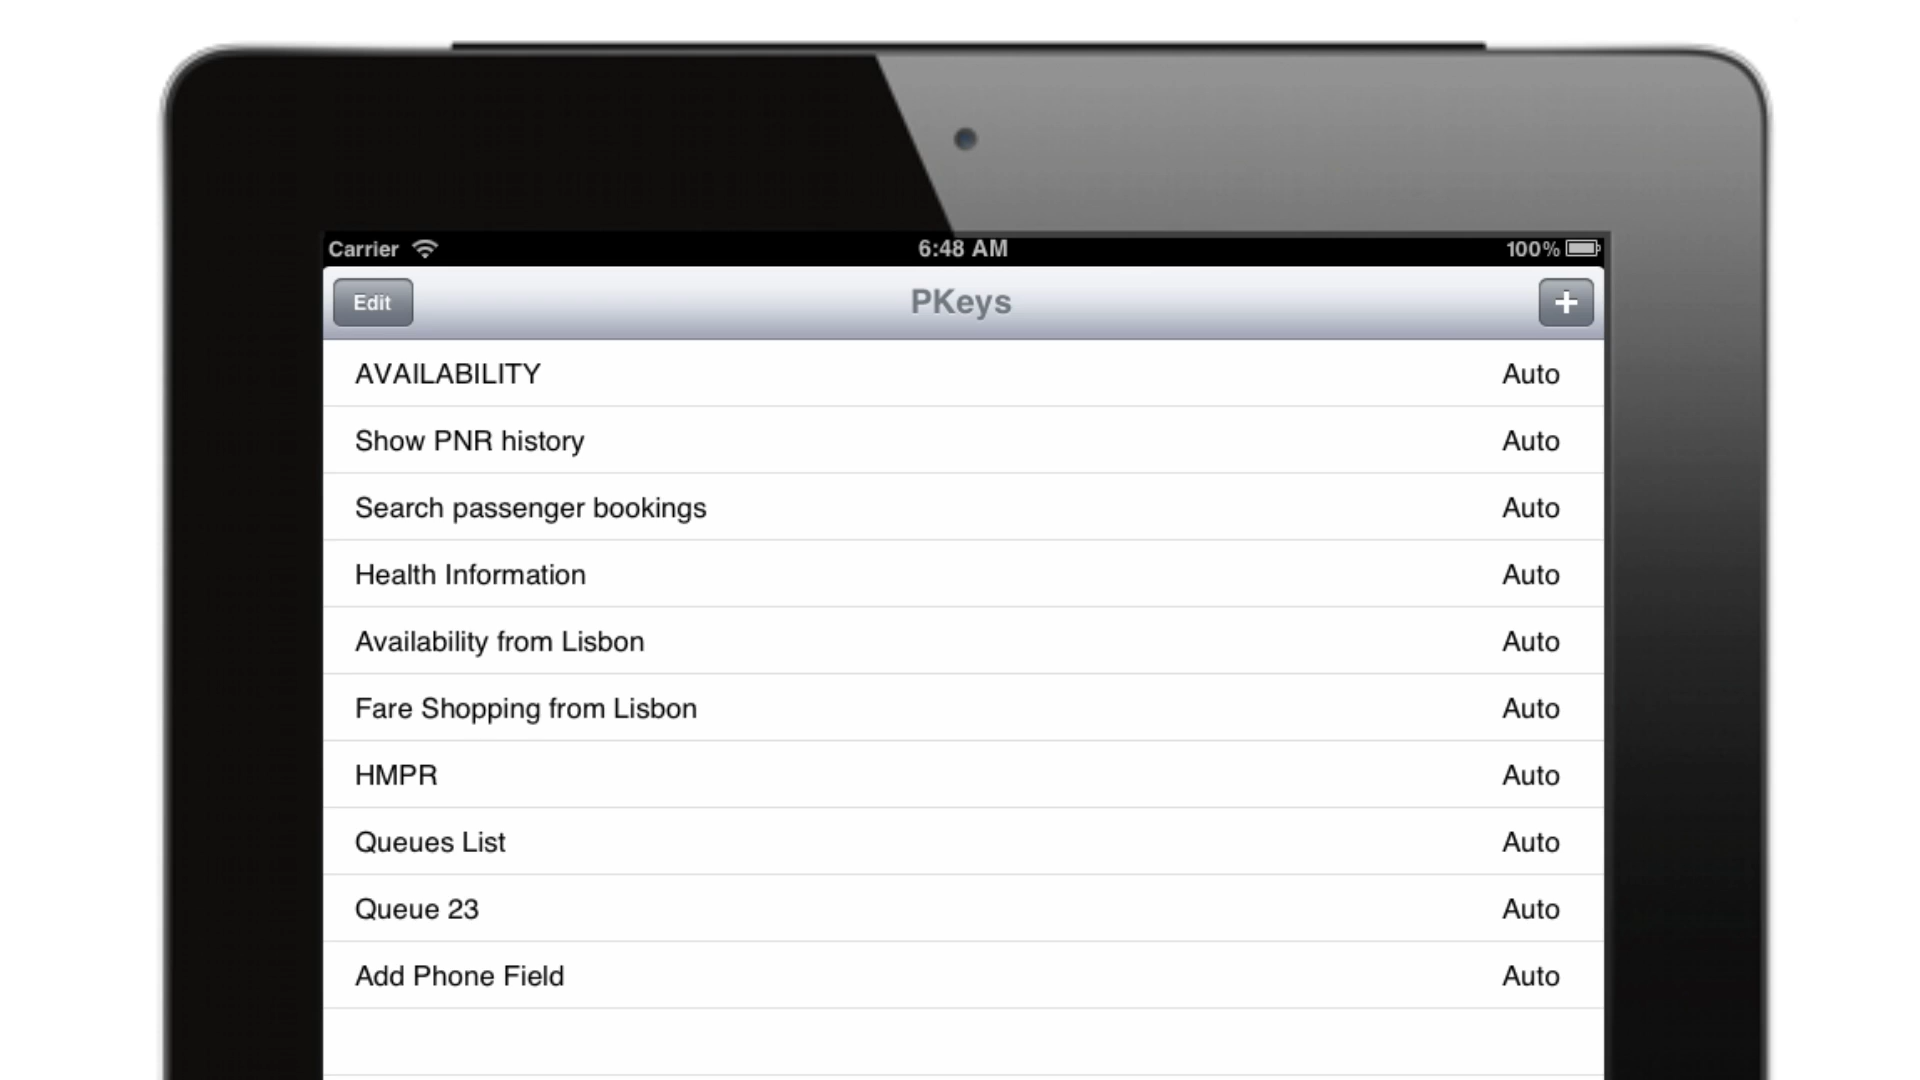 Carrier 6:48 AM 100%
Edit PKeys +
AVAILABILITY Auto
Show PNR history Auto
Search passenger bookings Auto
Health Information Auto
Availability from Lisbon Auto
Fare Shopping from Lisbon Auto
HMPR Auto
Queues List Auto
Queue 23 Auto
Add Phone Field Auto